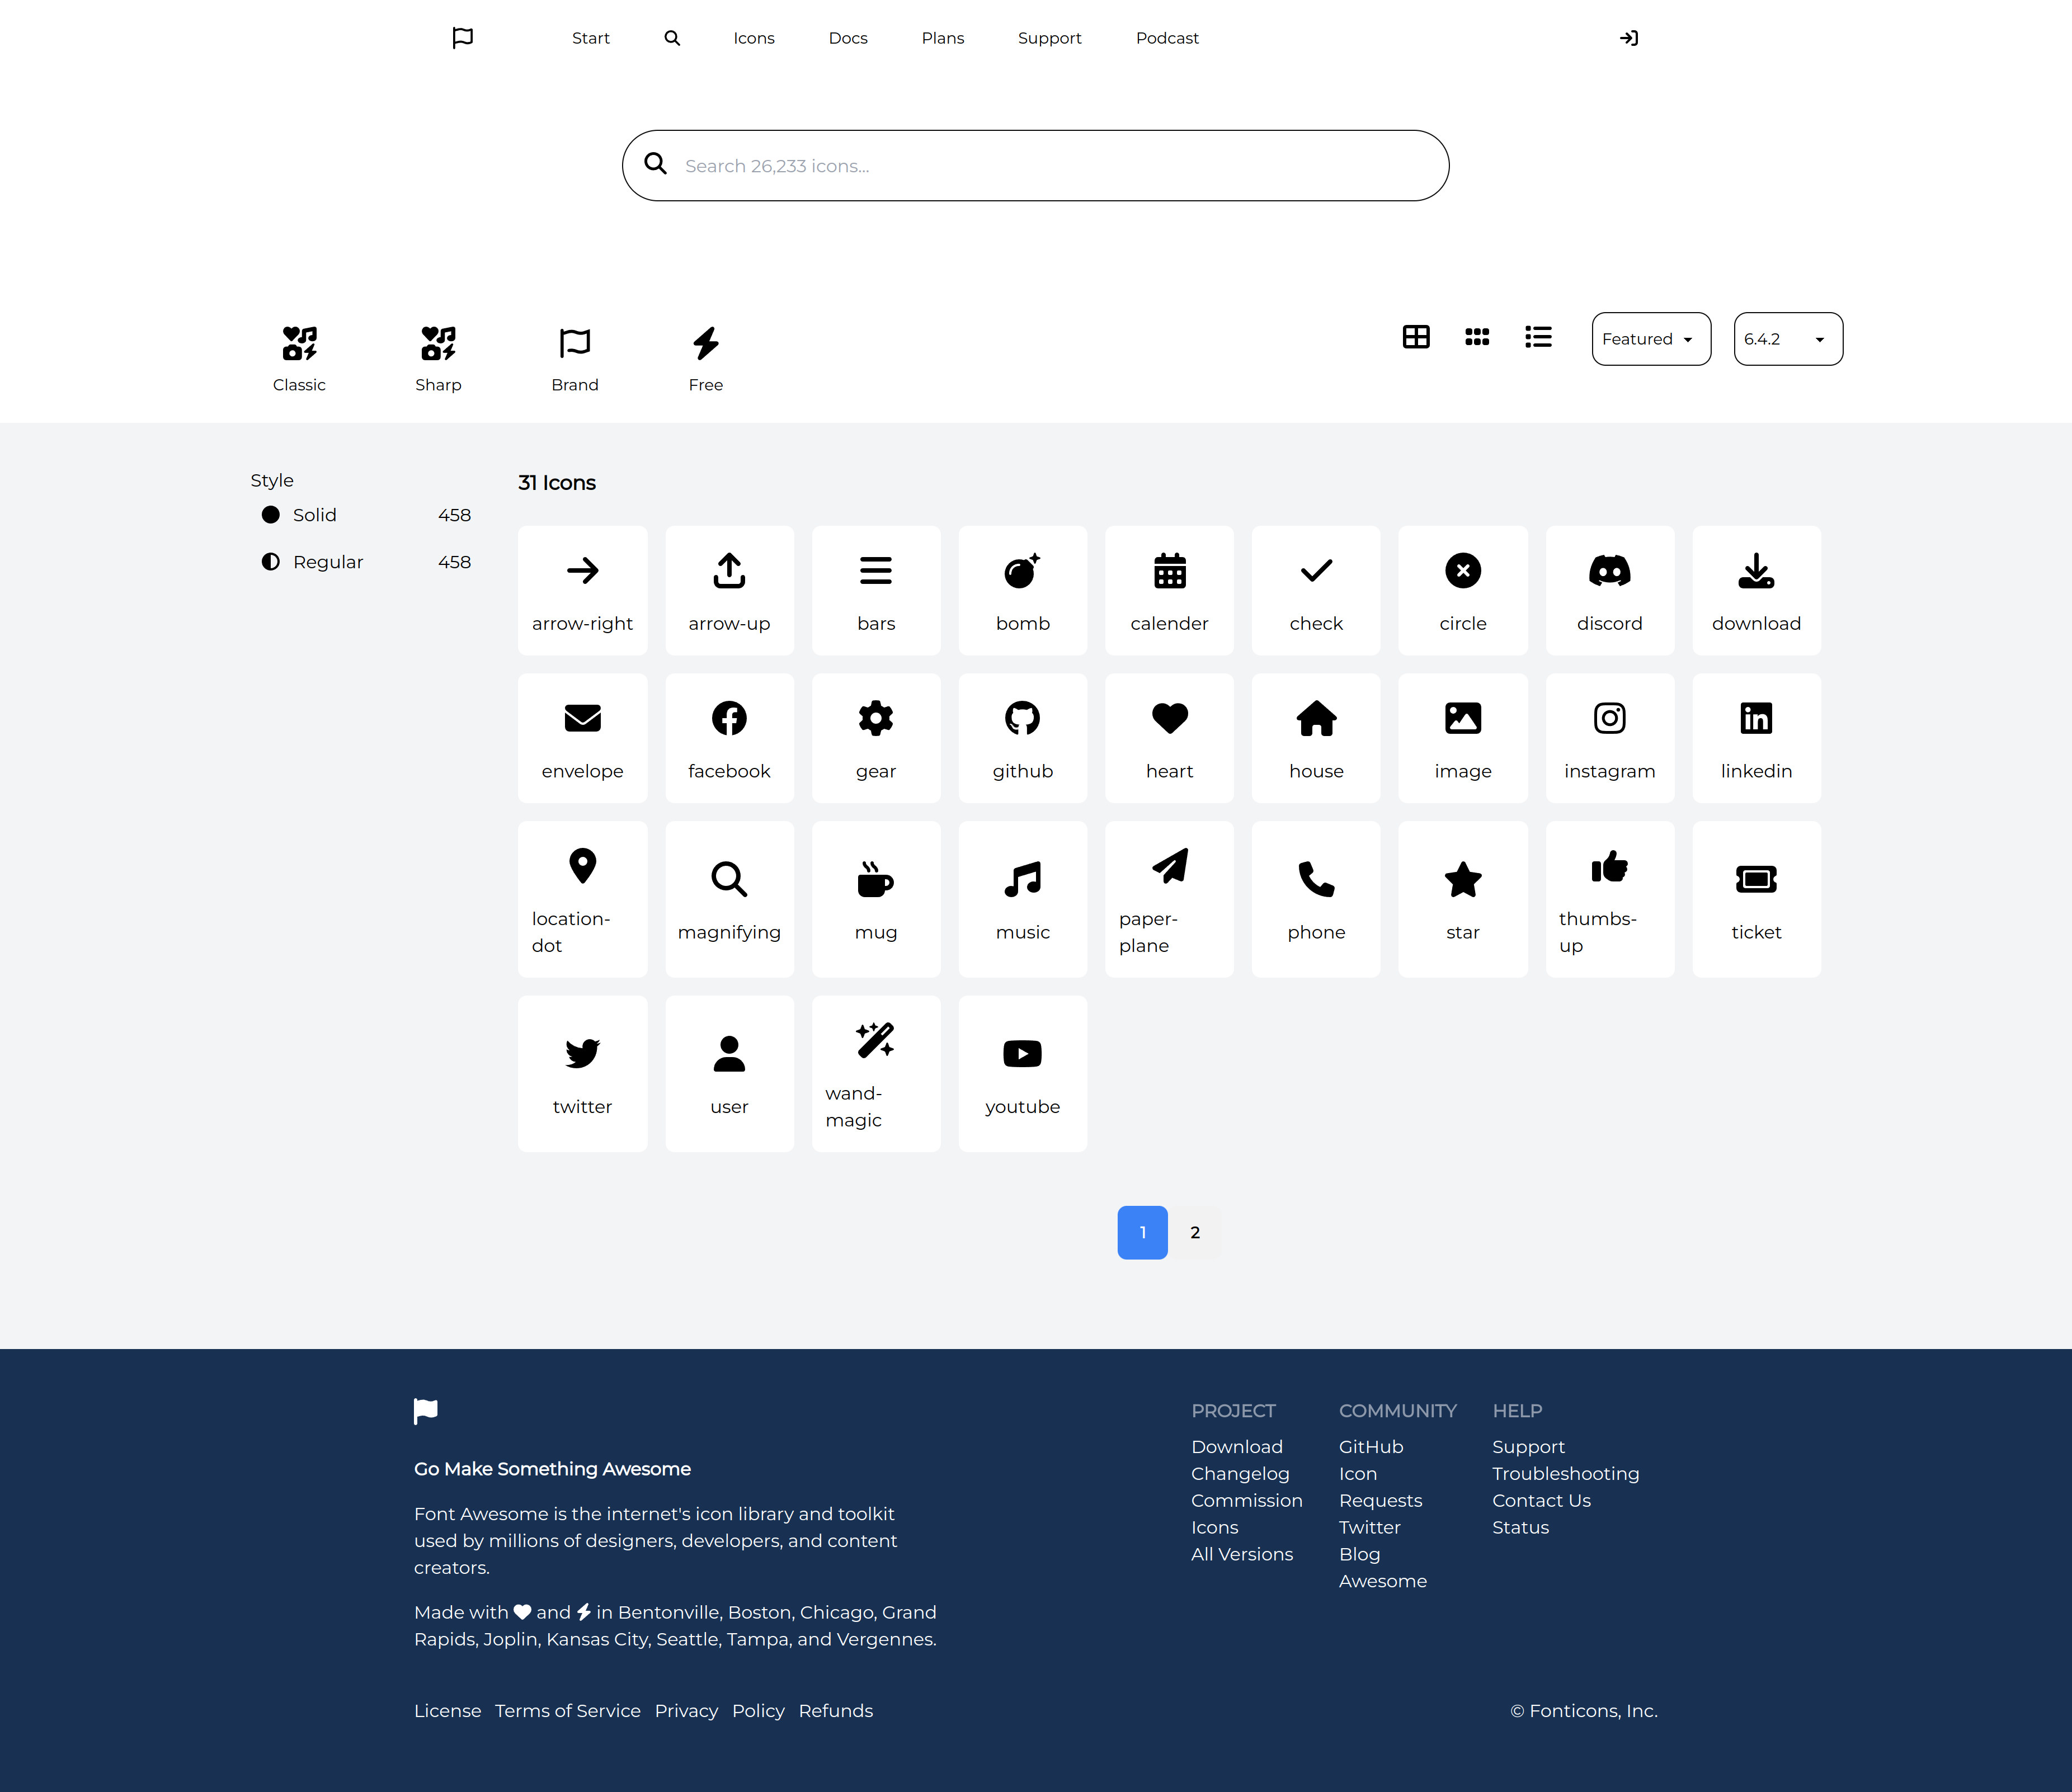 Start Icons Docs Plans Support Podcast
Search 26,233 icons...
Classic Sharp Brand Free
Featured 6.4.2
Style
Solid 458
Regular 458
31 Icons
arrow-right arrow-up bars bomb calender check circle discord download
envelope facebook gear github heart house image instagram linkedin
location-
dot
magnifying mug music
paper-
plane
phone star
thumbs-
up
ticket
twitter user
wand-
magic
youtube
1 2
Go Make Something Awesome
Font Awesome is the internet's icon library and toolkit
used by millions of designers, developers, and content
creators.
Made with and in Bentonville, Boston, Chicago, Grand
Rapids, Joplin, Kansas City, Seattle, Tampa, and Vergennes.
PROJECT
Download
Changelog
Commission
Icons
All Versions
COMMUNITY
GitHub
Icon
Requests
Twitter
Blog
Awesome
HELP
Support
Troubleshooting
Contact Us
Status
License Terms of Service Privacy Policy Refunds
© Fonticons, Inc.